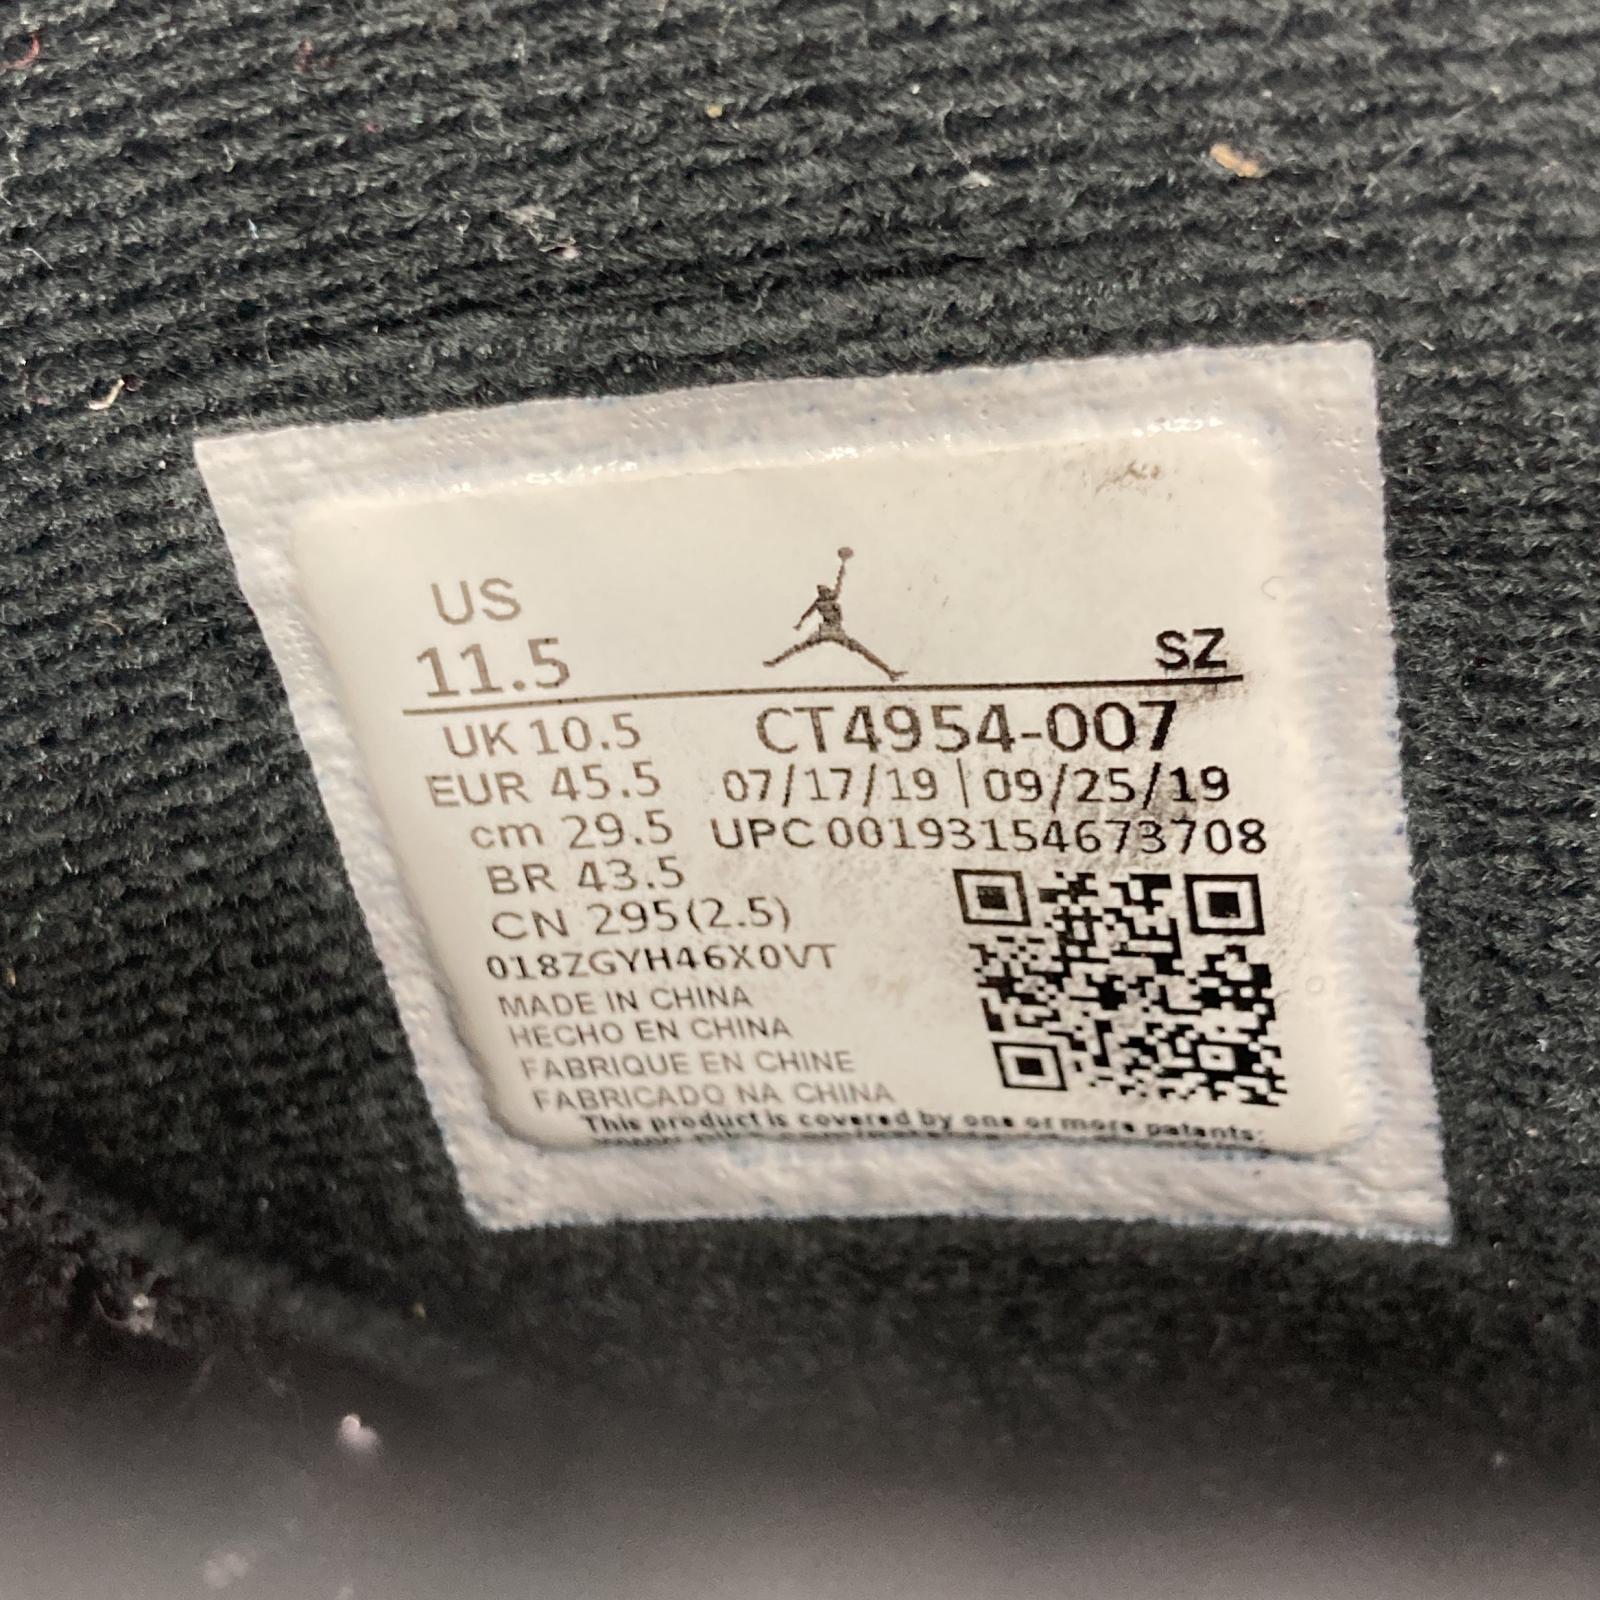 US
11.5
SZ
UK 10.5
CT4954-007
EUR 45.5
07/17/19 | 09/25/19
cm 29.5
UPC 00193154673708
BR 43.5
CN 295(2.5)
018ZGYH46X0VT
MADE IN CHINA
HECHO EN CHINA
FABRIQUE EN CHINE
FABRICADO NA CHINA
This product is covered by one or more patents: